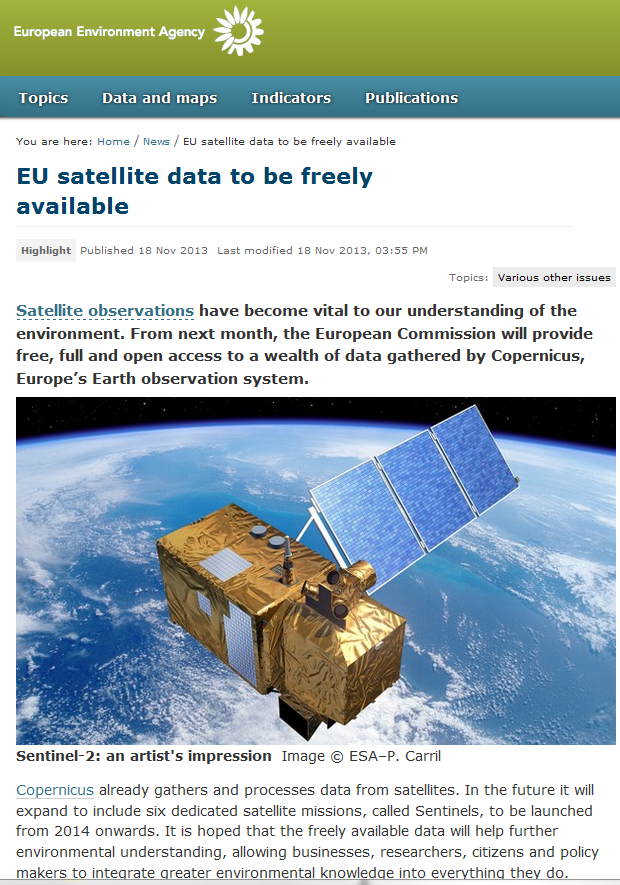 European Environment Agency
Topics Data and maps Indicators Publications
You are here: Home / News / EU satellite data to be freely available
EU satellite data to be freely
available
Highlight Published 18 Nov 2013 Last modified 18 Nov 2013, 03:55 PM
Topics: Various other issues
Satellite observations have become vital to our understanding of the
environment. From next month, the European Commission will provide
free, full and open access to a wealth of data gathered by Copernicus,
Europe’s Earth observation system.
Sentinel-2: an artist's impression Image © ESA–P. Carril
Copernicus already gathers and processes data from satellites. In the future it will
expand to include six dedicated satellite missions, called Sentinels, to be launched
from 2014 onwards. It is hoped that the freely available data will help further
environmental understanding, allowing businesses, researchers, citizens and policy
makers to integrate greater environmental knowledge into everything they do.